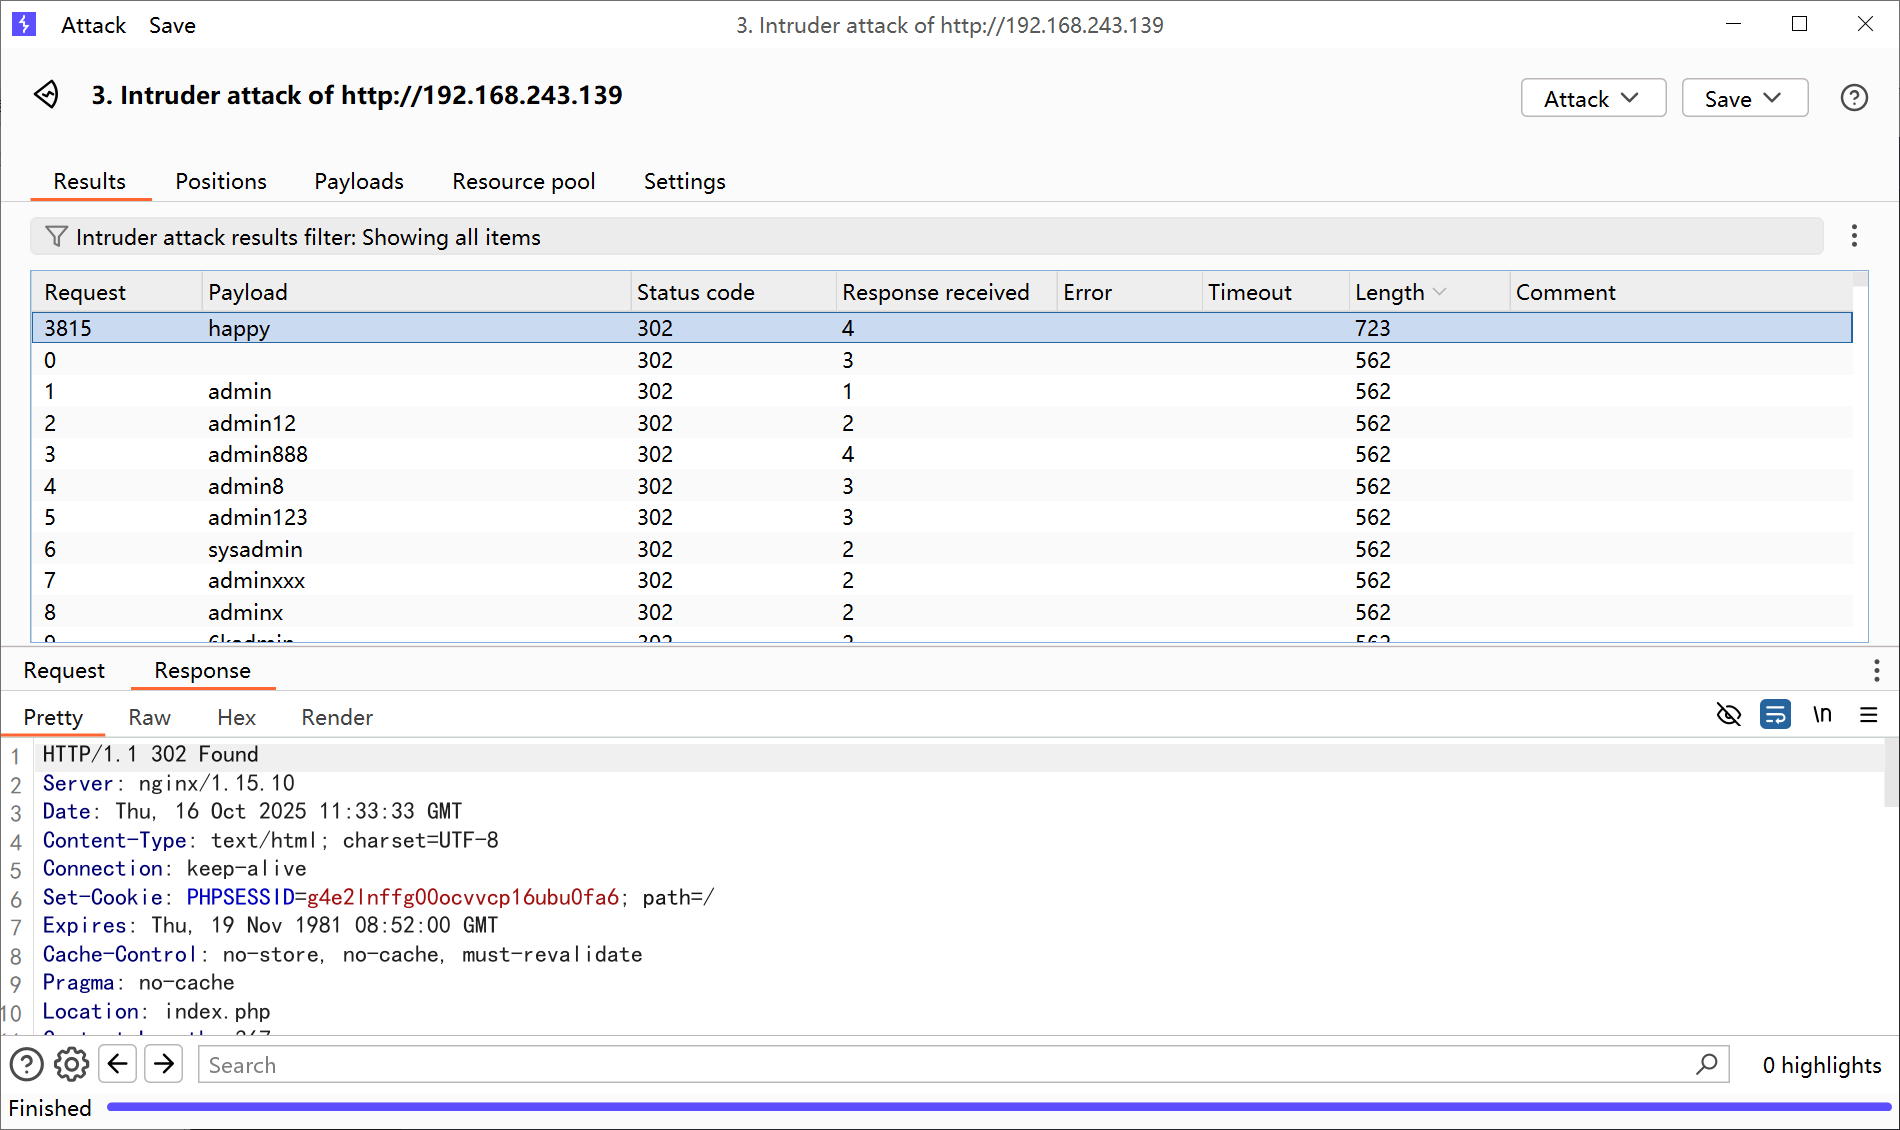 Attack Save 3. Intruder attack of http://192.168.243.139
3. Intruder attack of http://192.168.243.139 Attack Save
Results Positions Payloads Resource pool Settings
Intruder attack results filter: Showing all items
Request Payload Status code Response received Error Timeout Length Comment
3815 happy 302 4 723
0 302 3 562
1 admin 302 1 562
2 admin12 302 2 562
3 admin888 302 4 562
4 admin8 302 3 562
5 admin123 302 3 562
6 sysadmin 302 2 562
7 adminxxx 302 2 562
8 adminx 302 2 562
9 6kadmin 302 2 562
Request Response
Pretty Raw Hex Render \n
1 HTTP/1.1 302 Found
2 Server: nginx/1.15.10
3 Date: Thu, 16 Oct 2025 11:33:33 GMT
4 Content-Type: text/html; charset=UTF-8
5 Connection: keep-alive
6 Set-Cookie: PHPSESSID=g4e2lnffg00ocvvcp16ubu0fa6; path=/
7 Expires: Thu, 19 Nov 1981 08:52:00 GMT
8 Cache-Control: no-store, no-cache, must-revalidate
9 Pragma: no-cache
10 Location: index.php
Search 0 highlights
Finished